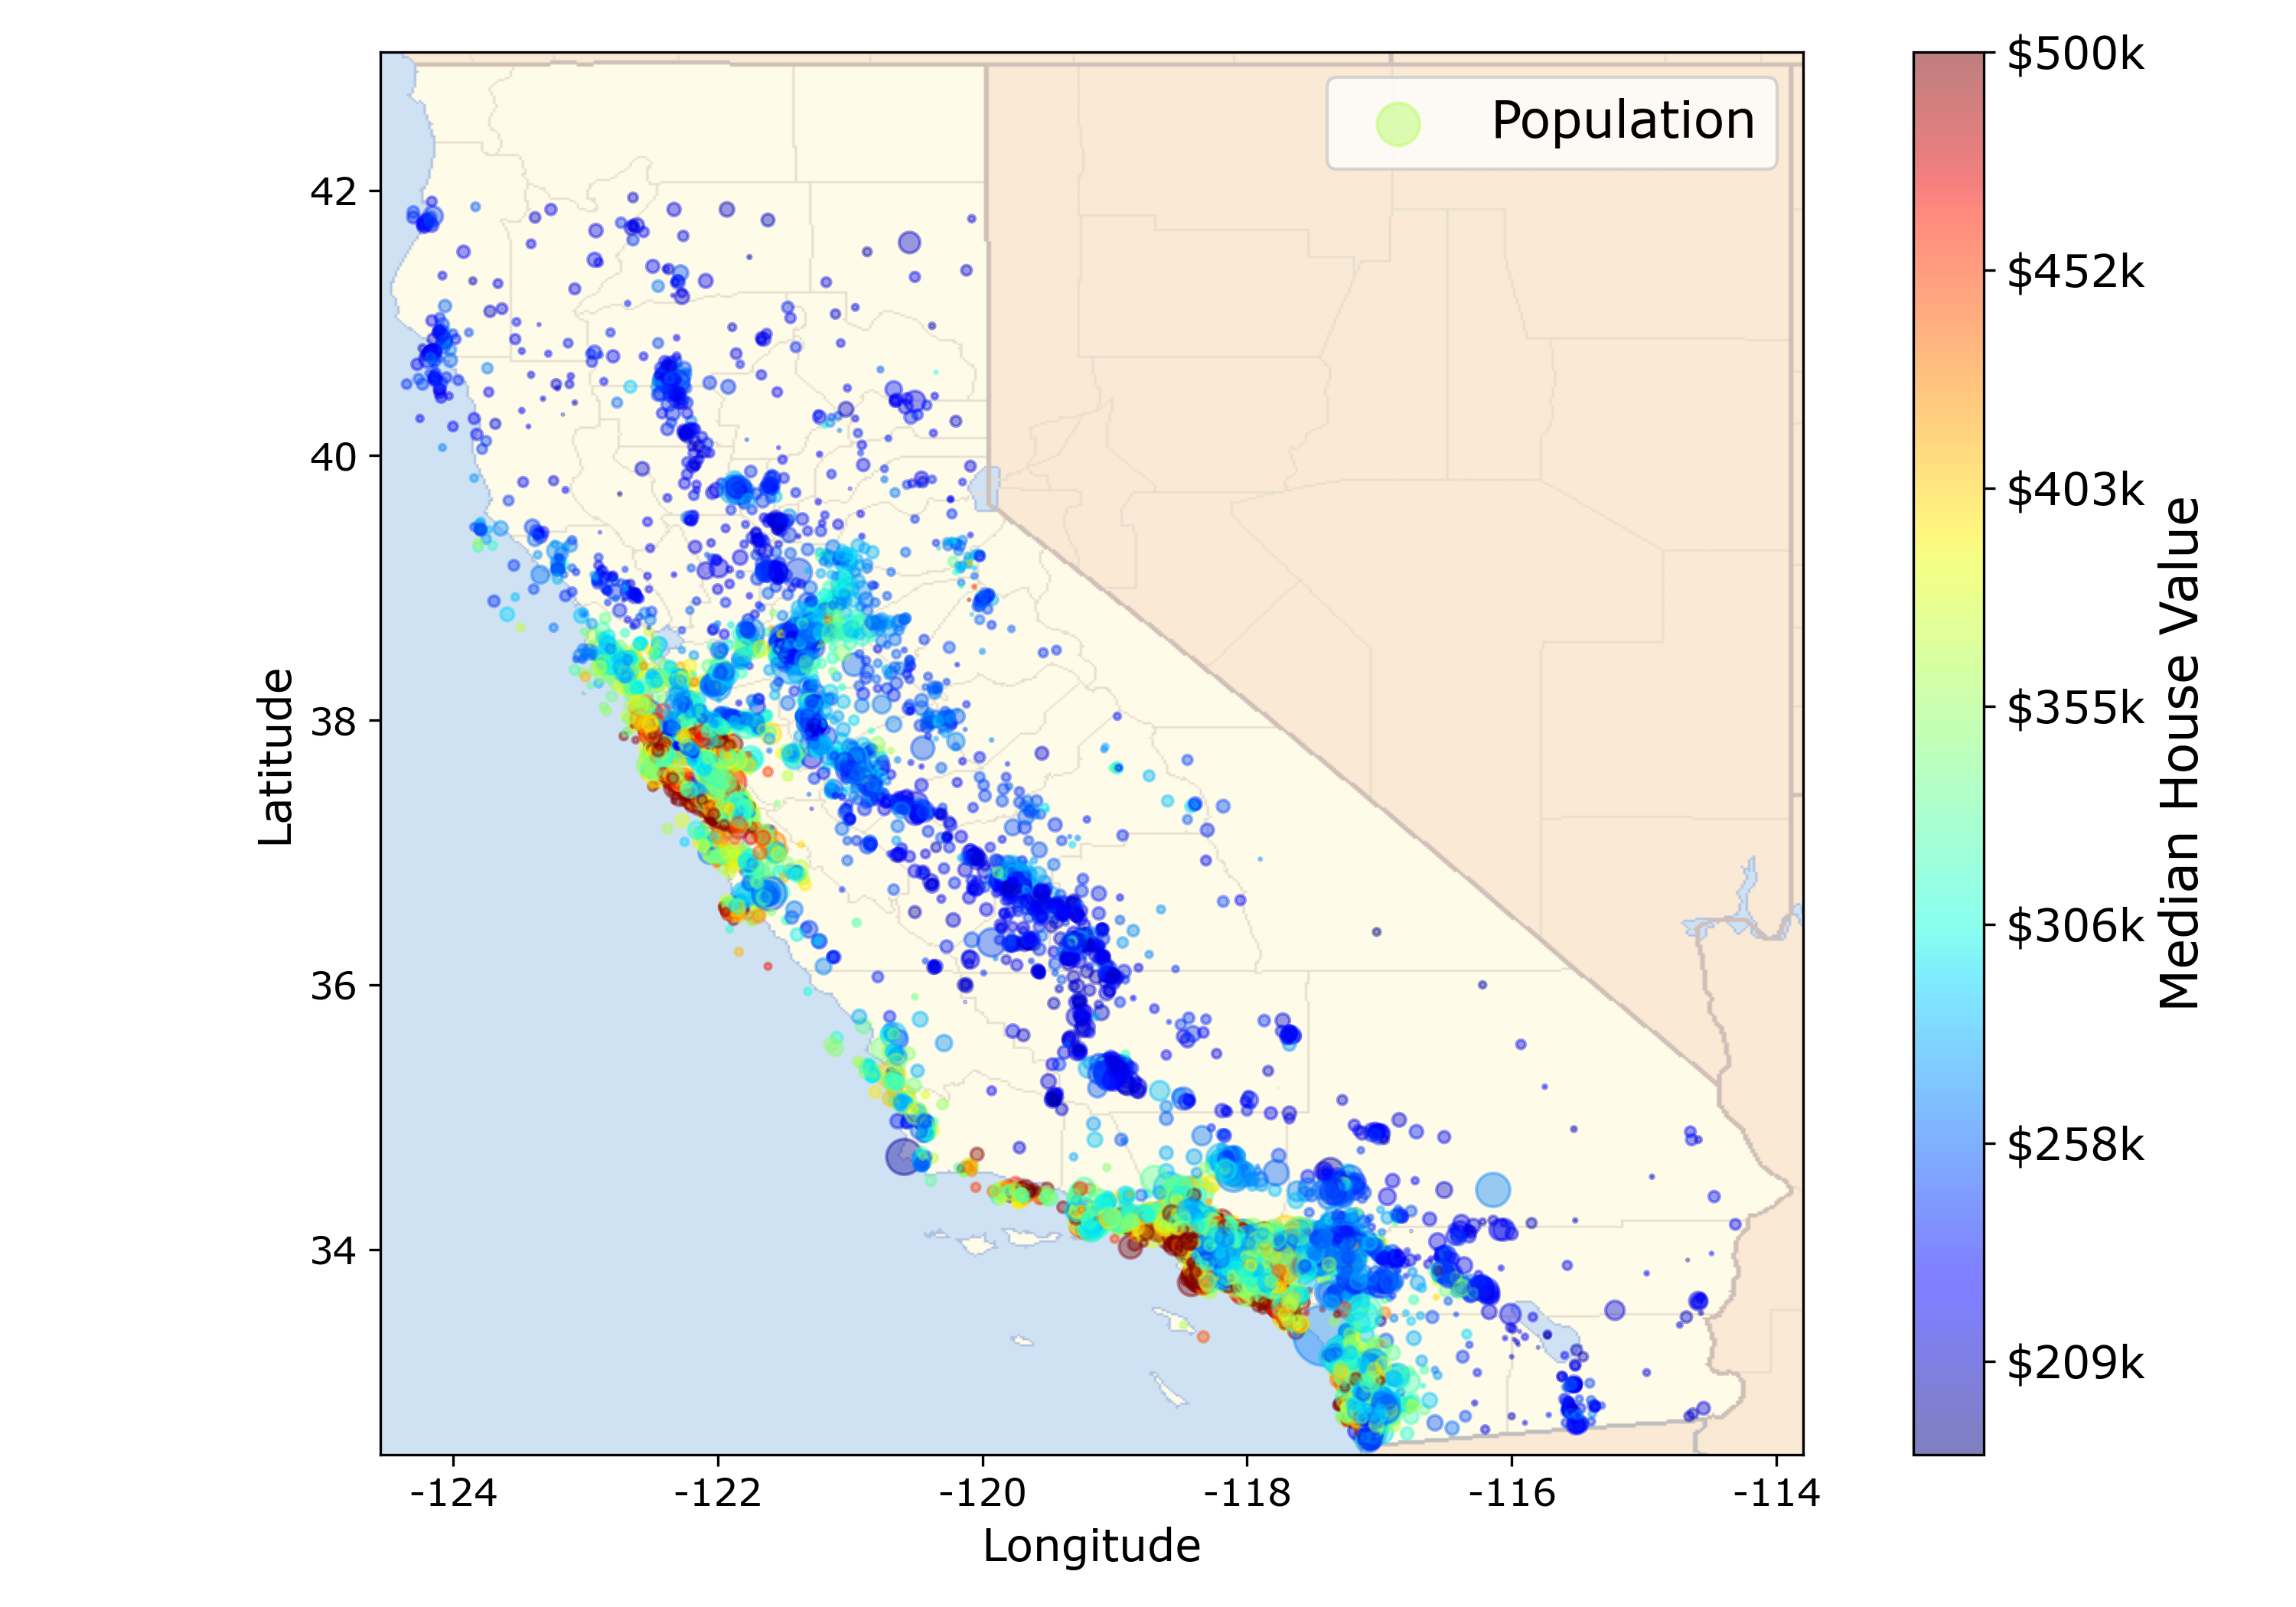 Population
42
40
38
36
34
Latitude
-124
-122
-120
-118
-116
-114
Longitude
$500k
$452k
$403k
$355k
$306k
$258k
$209k
Median House Value